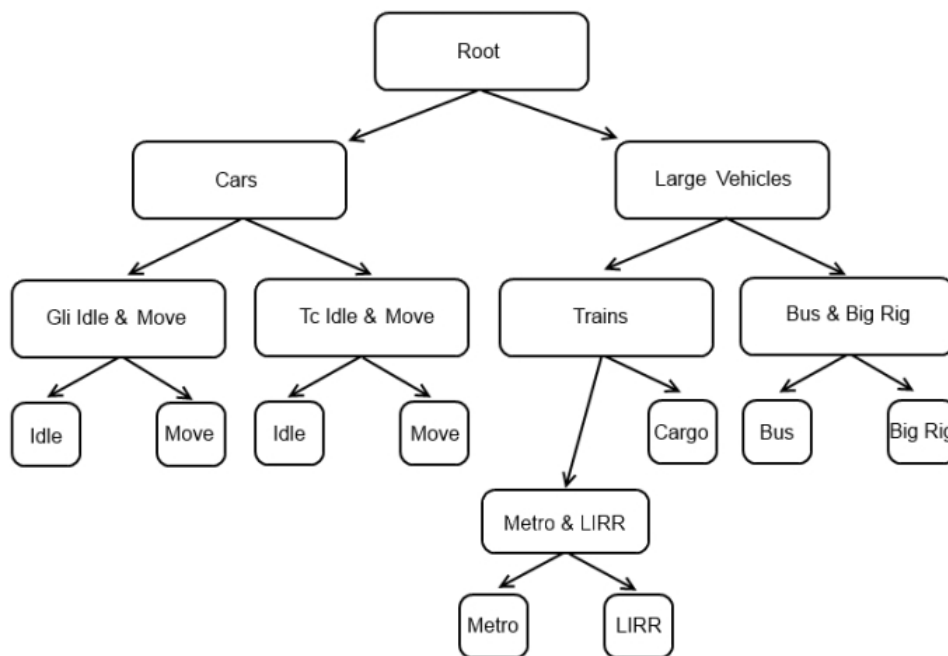 Root
Cars
Large Vehicles
Gli Idle & Move
Tc Idle & Move
Trains
Bus & Big Rig
Idle
Move
Idle
Move
Cargo
Bus
Big Rig
Metro & LIRR
Metro
LIRR